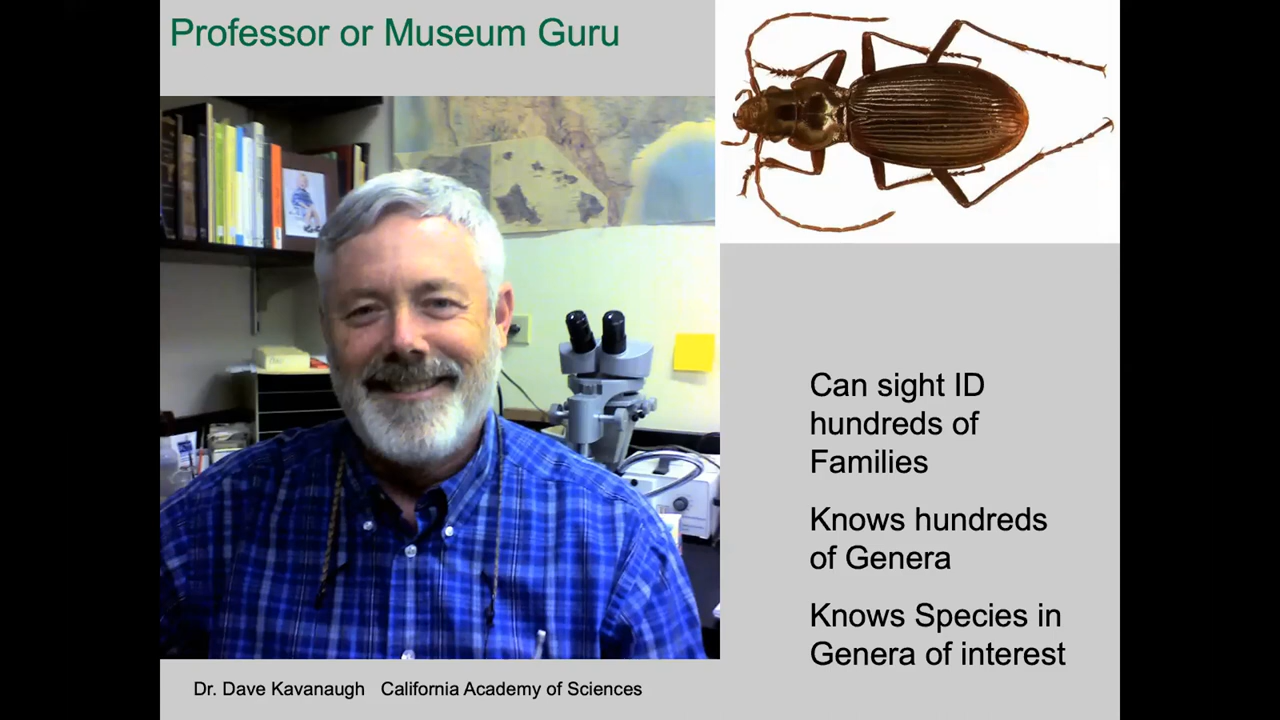 Professor or Museum Guru
Can sight ID
hundreds of
Families
Knows hundreds
of Genera
Knows Species in
Genera of interest
Dr. Dave Kavanaugh California Academy of Sciences